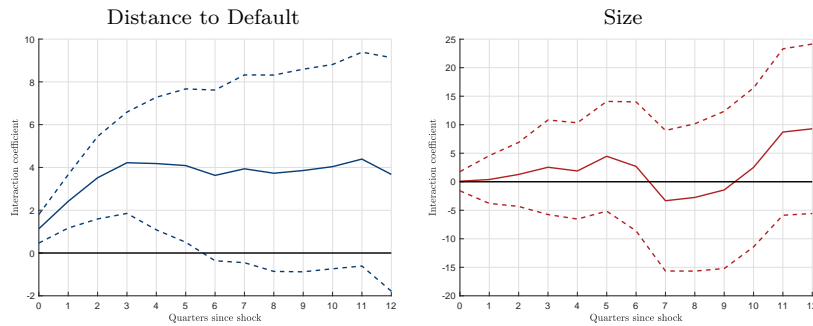 Distance to Default
Interaction coefficient
10
8
6
4
2
0
-2
0 1 2 3 4 5 6 7 8 9 10 11 12
Quarters since shock
Size
Interaction coefficient
25
20
15
10
5
0
-5
-10
-15
-20
0 1 2 3 4 5 6 7 8 9 10 11 12
Quarters since shock